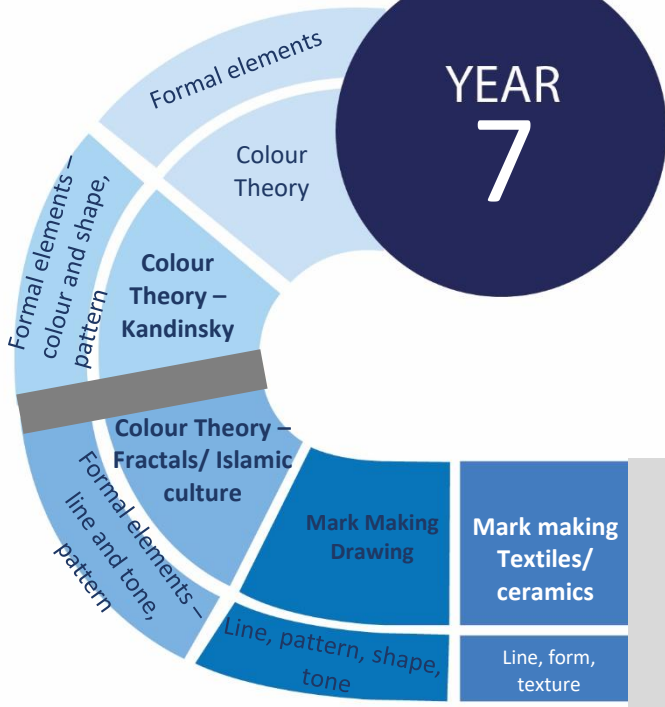 YEAR
7
Formal elements
Colour
Theory
Formal elements –
colour and shape,
pattern
Colour
Theory –
Kandinsky
Colour Theory –
Fractals/ Islamic
culture
Formal elements –
line and tone,
pattern
Mark Making
Drawing
Line, pattern, shape,
tone
Mark making
Textiles/
ceramics
Line, form,
texture